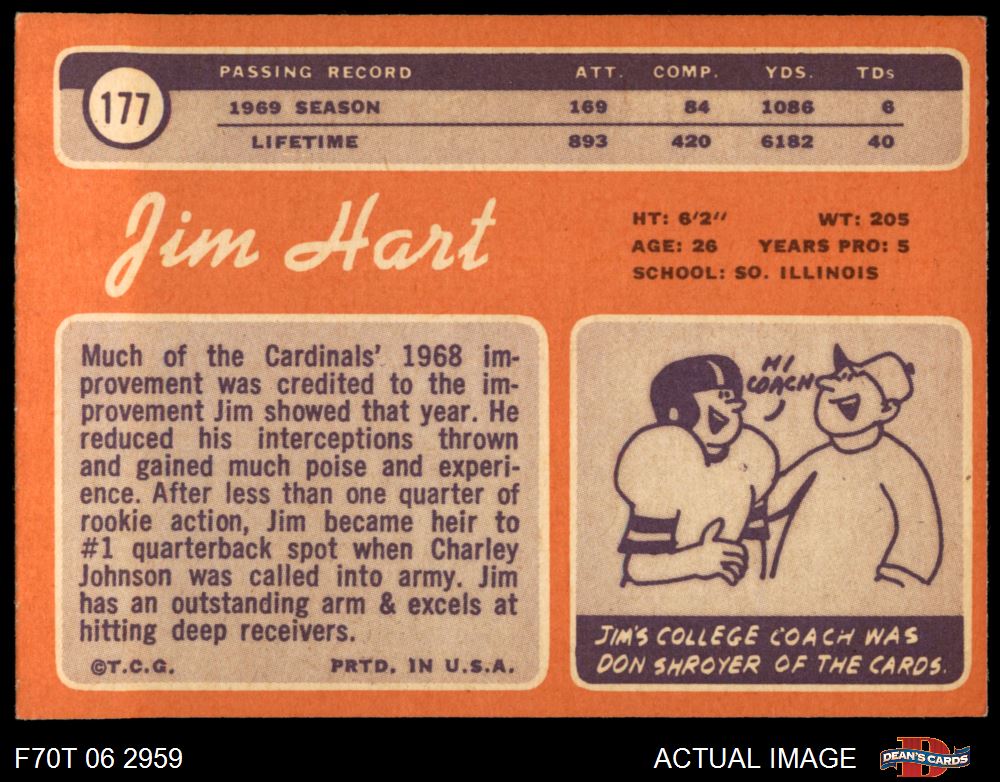 177
PASSING RECORD ATT. COMP. YDS. TDs
1969 SEASON 169 84 1086 6
LIFETIME 893 420 6182 40
Jim Hart
HT: 6'2" WT: 205
AGE: 26 YEARS PRO: 5
SCHOOL: SO. ILLINOIS
Much of the Cardinals' 1968 im-
provement was credited to the im-
provement Jim showed that year. He
reduced his interceptions thrown
and gained much poise and experi-
ence. After less than one quarter of
rookie action, Jim became heir to
#1 quarterback spot when Charley
Johnson was called into army. Jim
has an outstanding arm & excels at
hitting deep receivers.
©T.C.G. PRTD. IN U.S.A.
HI
COACH
JIM'S COLLEGE COACH WAS
DON SHROYER OF THE CARDS.
F70T 06 2959 ACTUAL IMAGE
D
DEAN'S CARDS